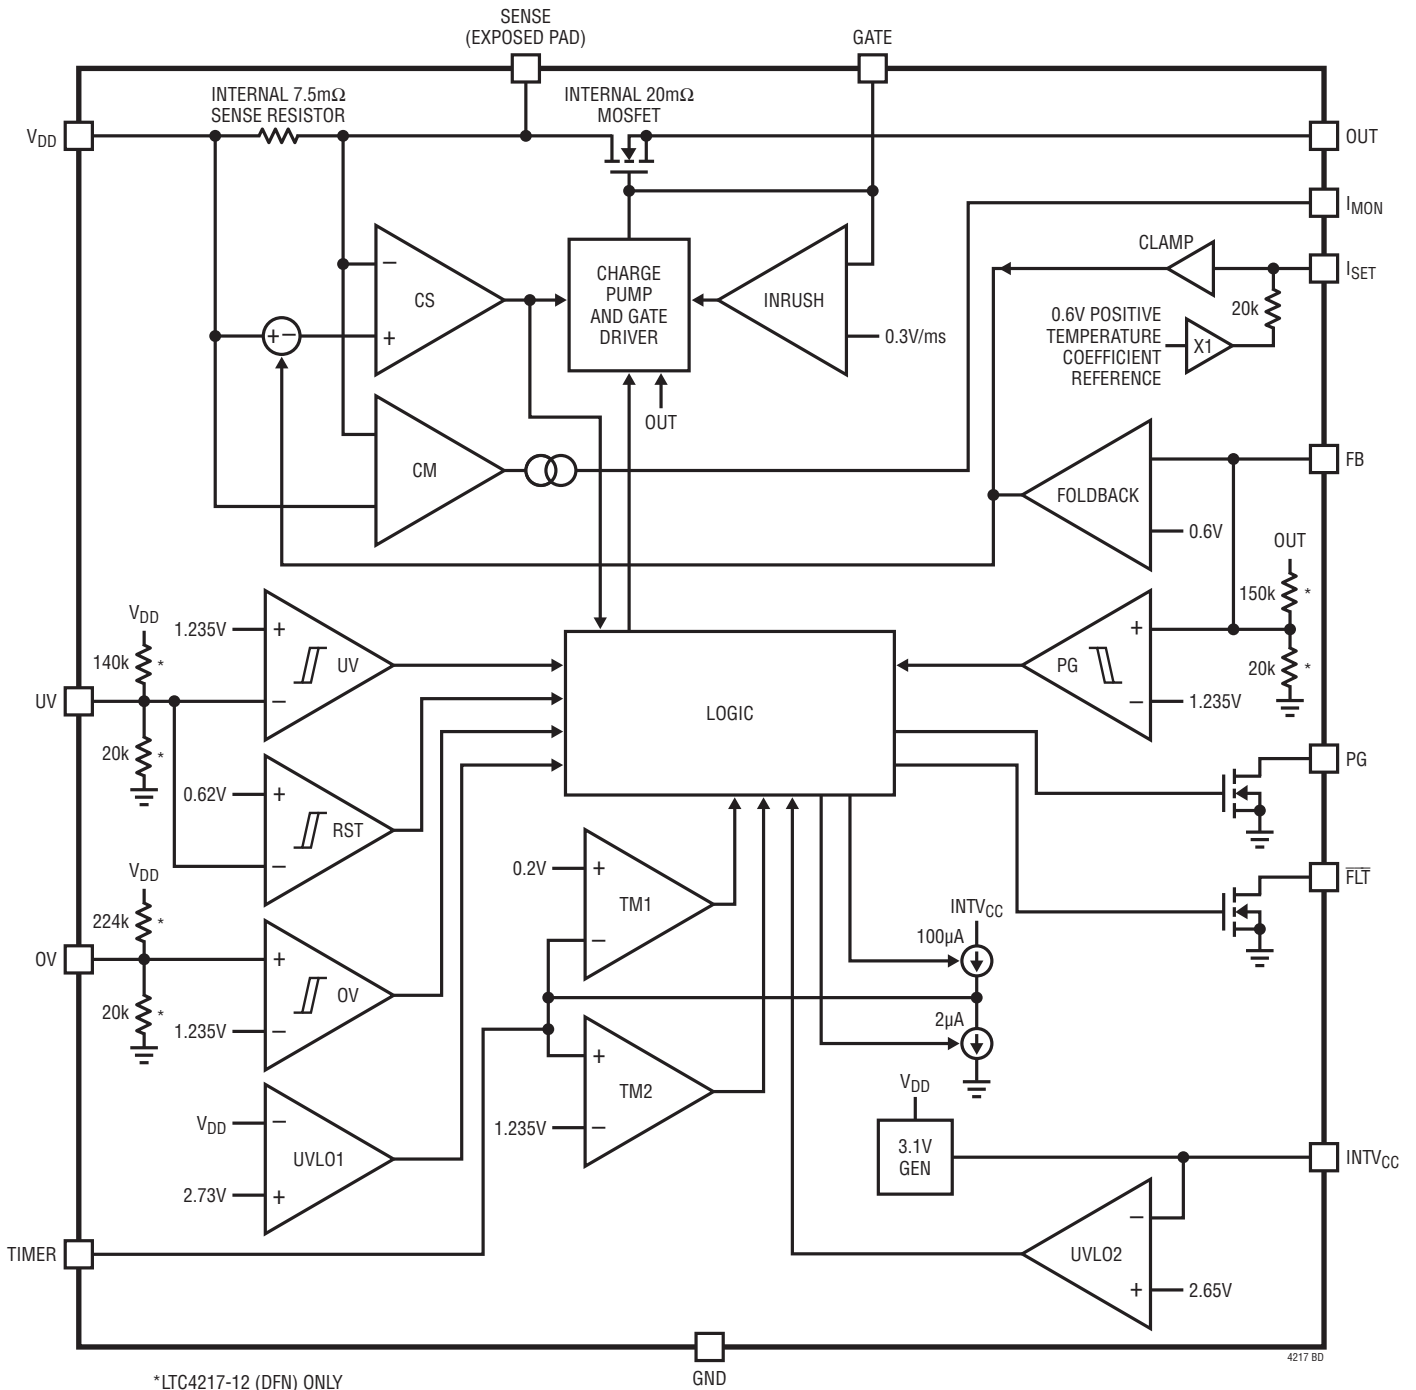 SENSE
(EXPOSED PAD)
GATE
INTERNAL 7.5mΩ
SENSE RESISTOR
INTERNAL 20mΩ
MOSFET
VDD
OUT
IMON
CLAMP
ISET
20k
0.6V POSITIVE
TEMPERATURE
COEFFICIENT
REFERENCE
X1
−
CS
+
+−
CHARGE
PUMP
AND GATE
DRIVER
INRUSH
0.3V/ms
OUT
CM
FOLDBACK
FB
0.6V
OUT
150k *
20k *
VDD
140k *
1.235V
+
UV
−
UV
20k *
LOGIC
+
PG
−
1.235V
0.62V
+
RST
−
PG
FLT
VDD
224k *
OV
20k *
+
OV
−
1.235V
0.2V
+
TM1
−
INTVCC
100µA
2µA
+
TM2
−
1.235V
VDD
−
UVLO1
+
2.73V
VDD
3.1V
GEN
INTVCC
−
UVLO2
+
2.65V
TIMER
GND
4217 BD
*LTC4217-12 (DFN) ONLY